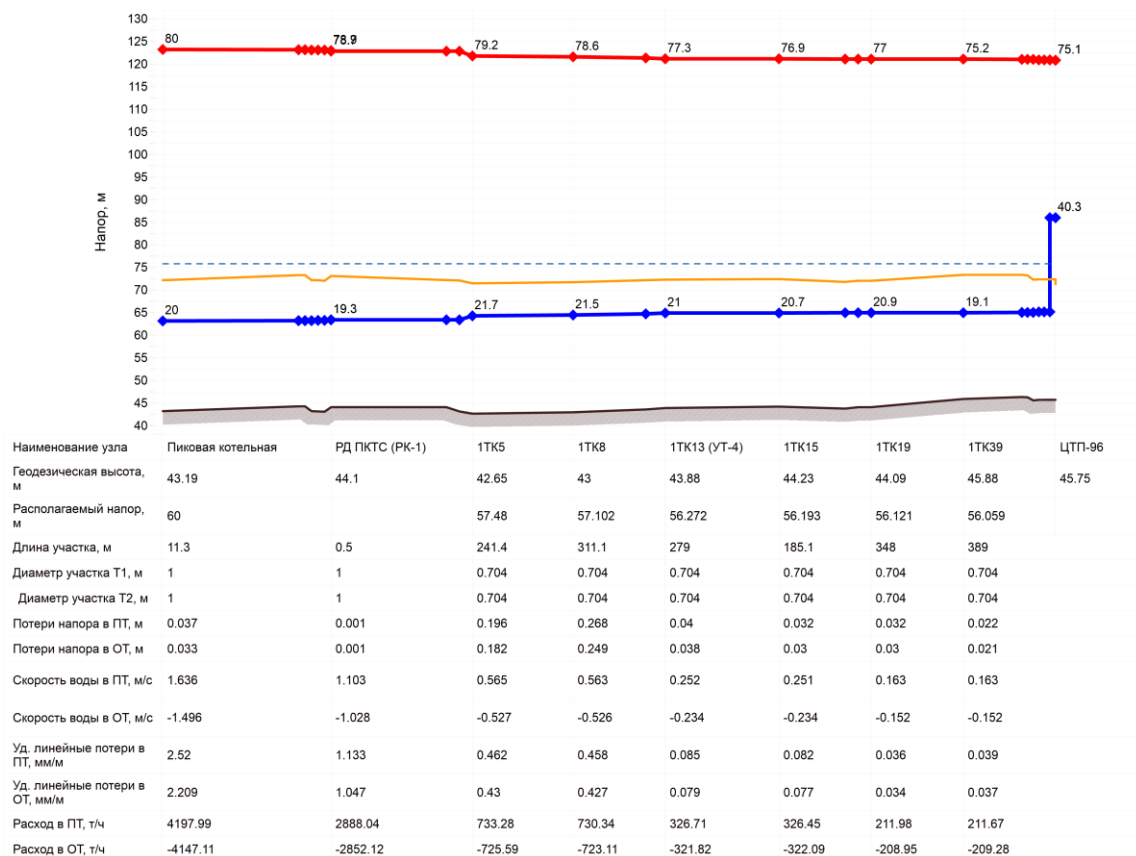 130
125
120
115
110
105
100
95
90
85
80
75
70
65
60
55
50
45
40
Напор, м
80 78.9 79.2 78.6 77.3 76.9 77 75.2 75.1
40.3
20 19.3 21.7 21.5 21 20.7 20.9 19.1
Наименование узла Пиковая котельная РД ПКТС (РК-1) 1ТК5 1ТК8 1ТК13 (УТ-4) 1ТК15 1ТК19 1ТК39 ЦТП-96
Геодезическая высота,
м 43.19 44.1 42.65 43 43.88 44.23 44.09 45.88 45.75
Располагаемый напор,
м 60 57.48 57.102 56.272 56.193 56.121 56.059
Длина участка, м 11.3 0.5 241.4 311.1 279 185.1 348 389
Диаметр участка Т1, м 1 1 0.704 0.704 0.704 0.704 0.704 0.704
Диаметр участка Т2, м 1 1 0.704 0.704 0.704 0.704 0.704 0.704
Потери напора в ПТ, м 0.037 0.001 0.196 0.268 0.04 0.032 0.032 0.022
Потери напора в ОТ, м 0.033 0.001 0.182 0.249 0.038 0.03 0.03 0.021
Скорость воды в ПТ, м/с 1.636 1.103 0.565 0.563 0.252 0.251 0.163 0.163
Скорость воды в ОТ, м/с -1.496 -1.028 -0.527 -0.526 -0.234 -0.234 -0.152 -0.152
Уд. линейные потери в
ПТ, мм/м 2.52 1.133 0.462 0.458 0.085 0.082 0.036 0.039
Уд. линейные потери в
ОТ, мм/м 2.209 1.047 0.43 0.427 0.079 0.077 0.034 0.037
Расход в ПТ, т/ч 4197.99 2888.04 733.28 730.34 326.71 326.45 211.98 211.67
Расход в ОТ, т/ч -4147.11 -2852.12 -725.59 -723.11 -321.82 -322.09 -208.95 -209.28